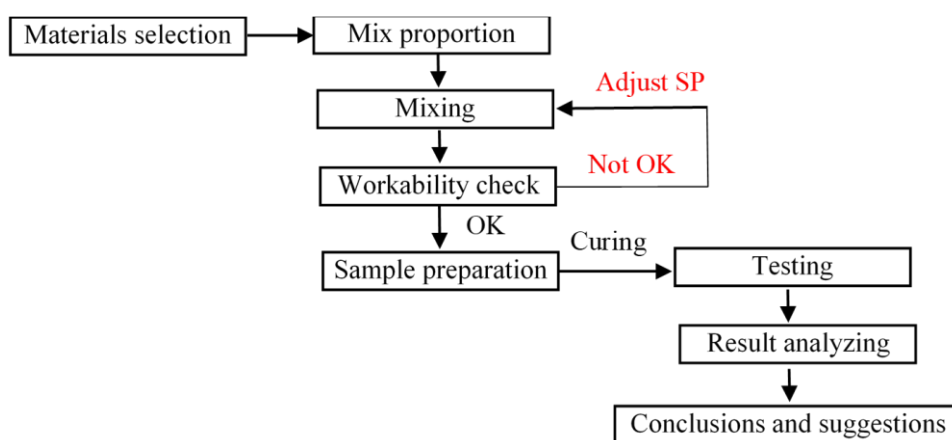 Materials selection
Mix proportion
Adjust SP
Mixing
Not OK
Workability check
OK
Curing
Sample preparation
Testing
Result analyzing
Conclusions and suggestions